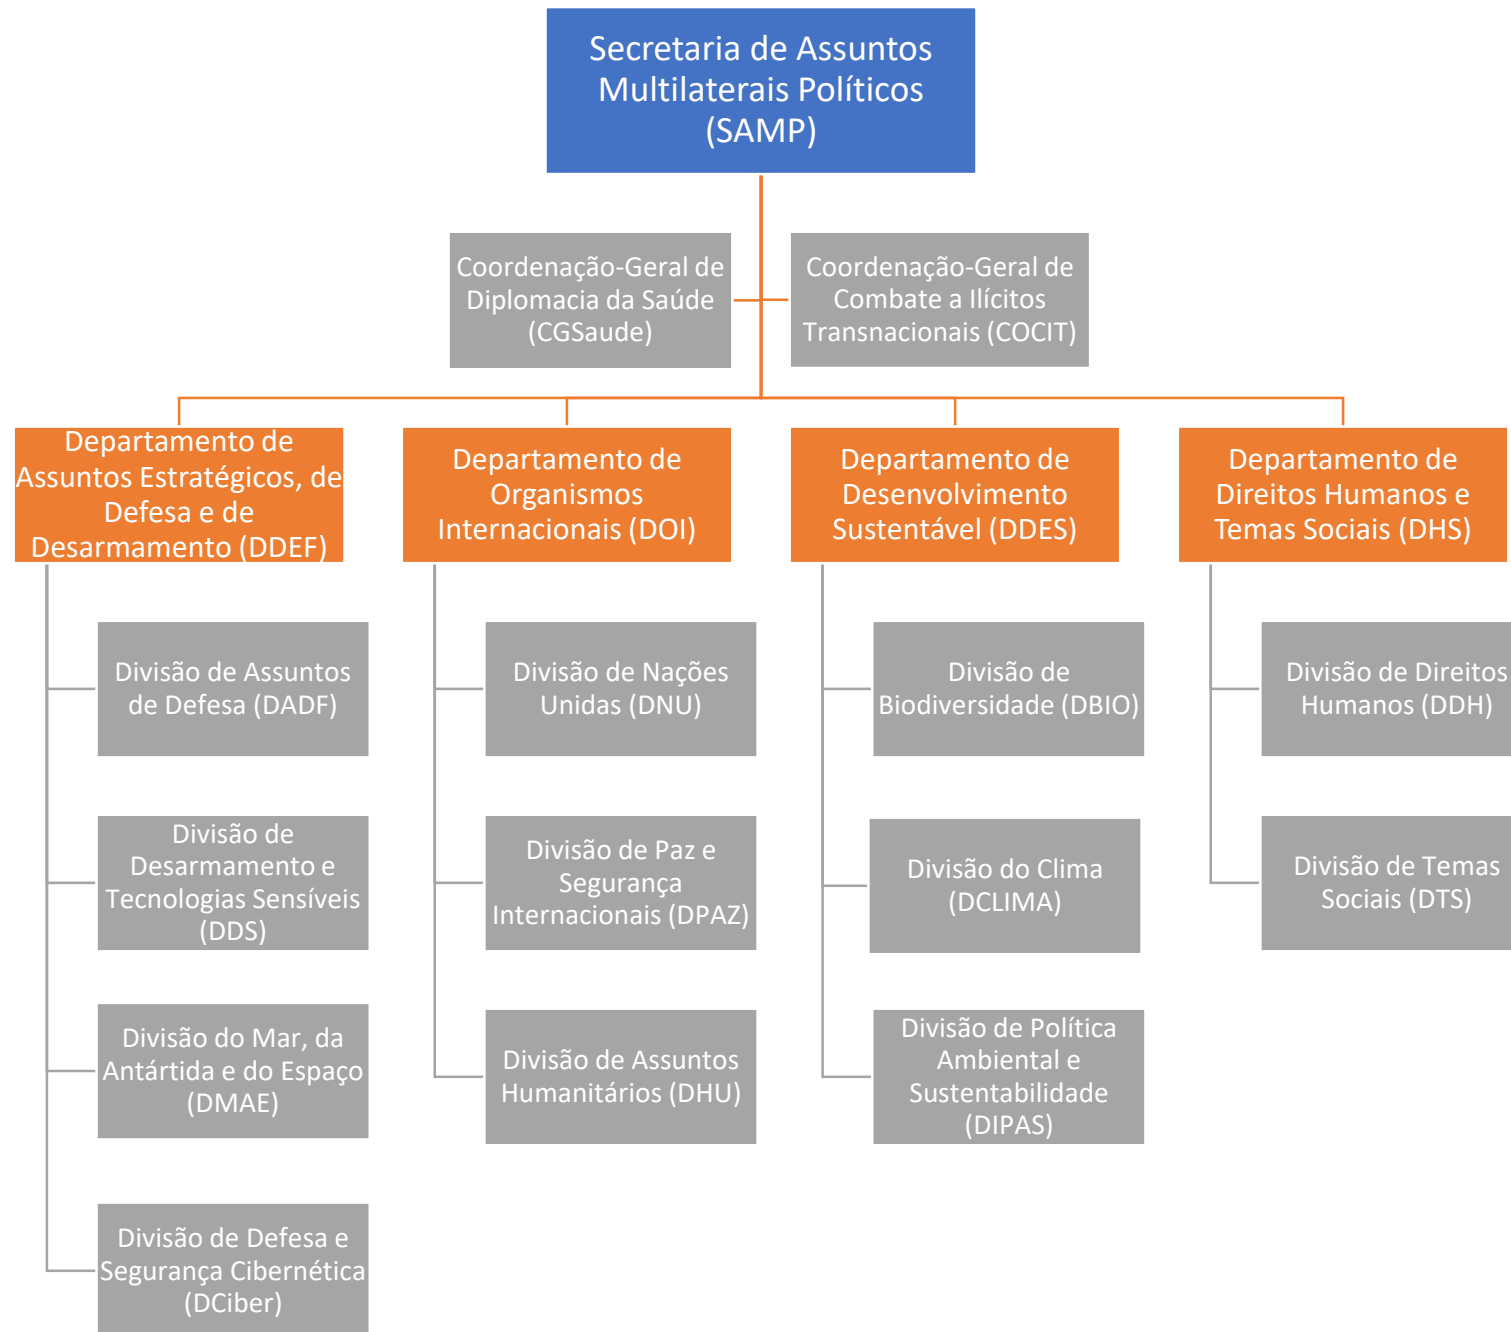 Secretaria de Assuntos
Multilaterais Políticos
(SAMP)
Coordenação-Geral de
Diplomacia da Saúde
(CGSaude)
Coordenação-Geral de
Combate a Ilícitos
Transnacionais (COCIT)
Departamento de
Assuntos Estratégicos, de
Defesa e de
Desarmamento (DDEF)
Departamento de
Organismos
Internacionais (DOI)
Departamento de
Desenvolvimento
Sustentável (DDES)
Departamento de
Direitos Humanos e
Temas Sociais (DHS)
Divisão de Assuntos
de Defesa (DADF)
Divisão de
Desarmamento e
Tecnologias Sensíveis
(DDS)
Divisão do Mar, da
Antártida e do Espaço
(DMAE)
Divisão de Defesa e
Segurança Cibernética
(DCiber)
Divisão de Nações
Unidas (DNU)
Divisão de Paz e
Segurança
Internacionais (DPAZ)
Divisão de Assuntos
Humanitários (DHU)
Divisão de
Biodiversidade (DBIO)
Divisão do Clima
(DCLIMA)
Divisão de Política
Ambiental e
Sustentabilidade
(DIPAS)
Divisão de Direitos
Humanos (DDH)
Divisão de Temas
Sociais (DTS)